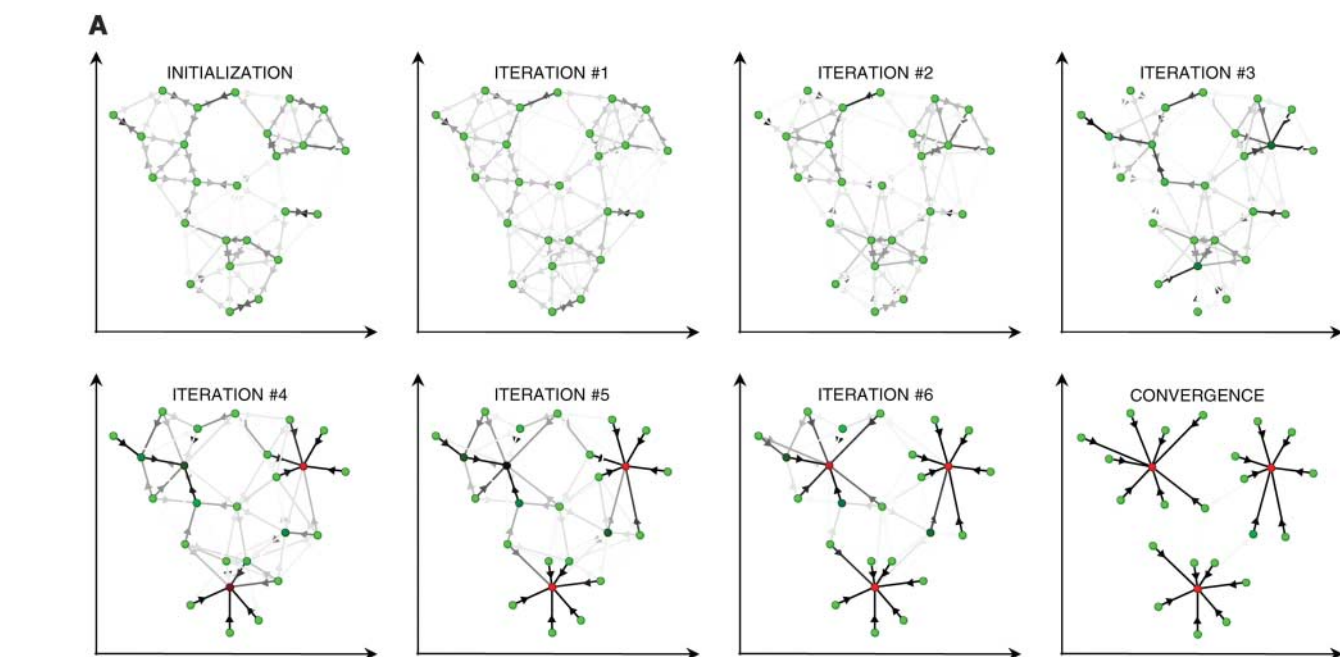 A
INITIALIZATION
ITERATION #1
ITERATION #2
ITERATION #3
ITERATION #4
ITERATION #5
ITERATION #6
CONVERGENCE